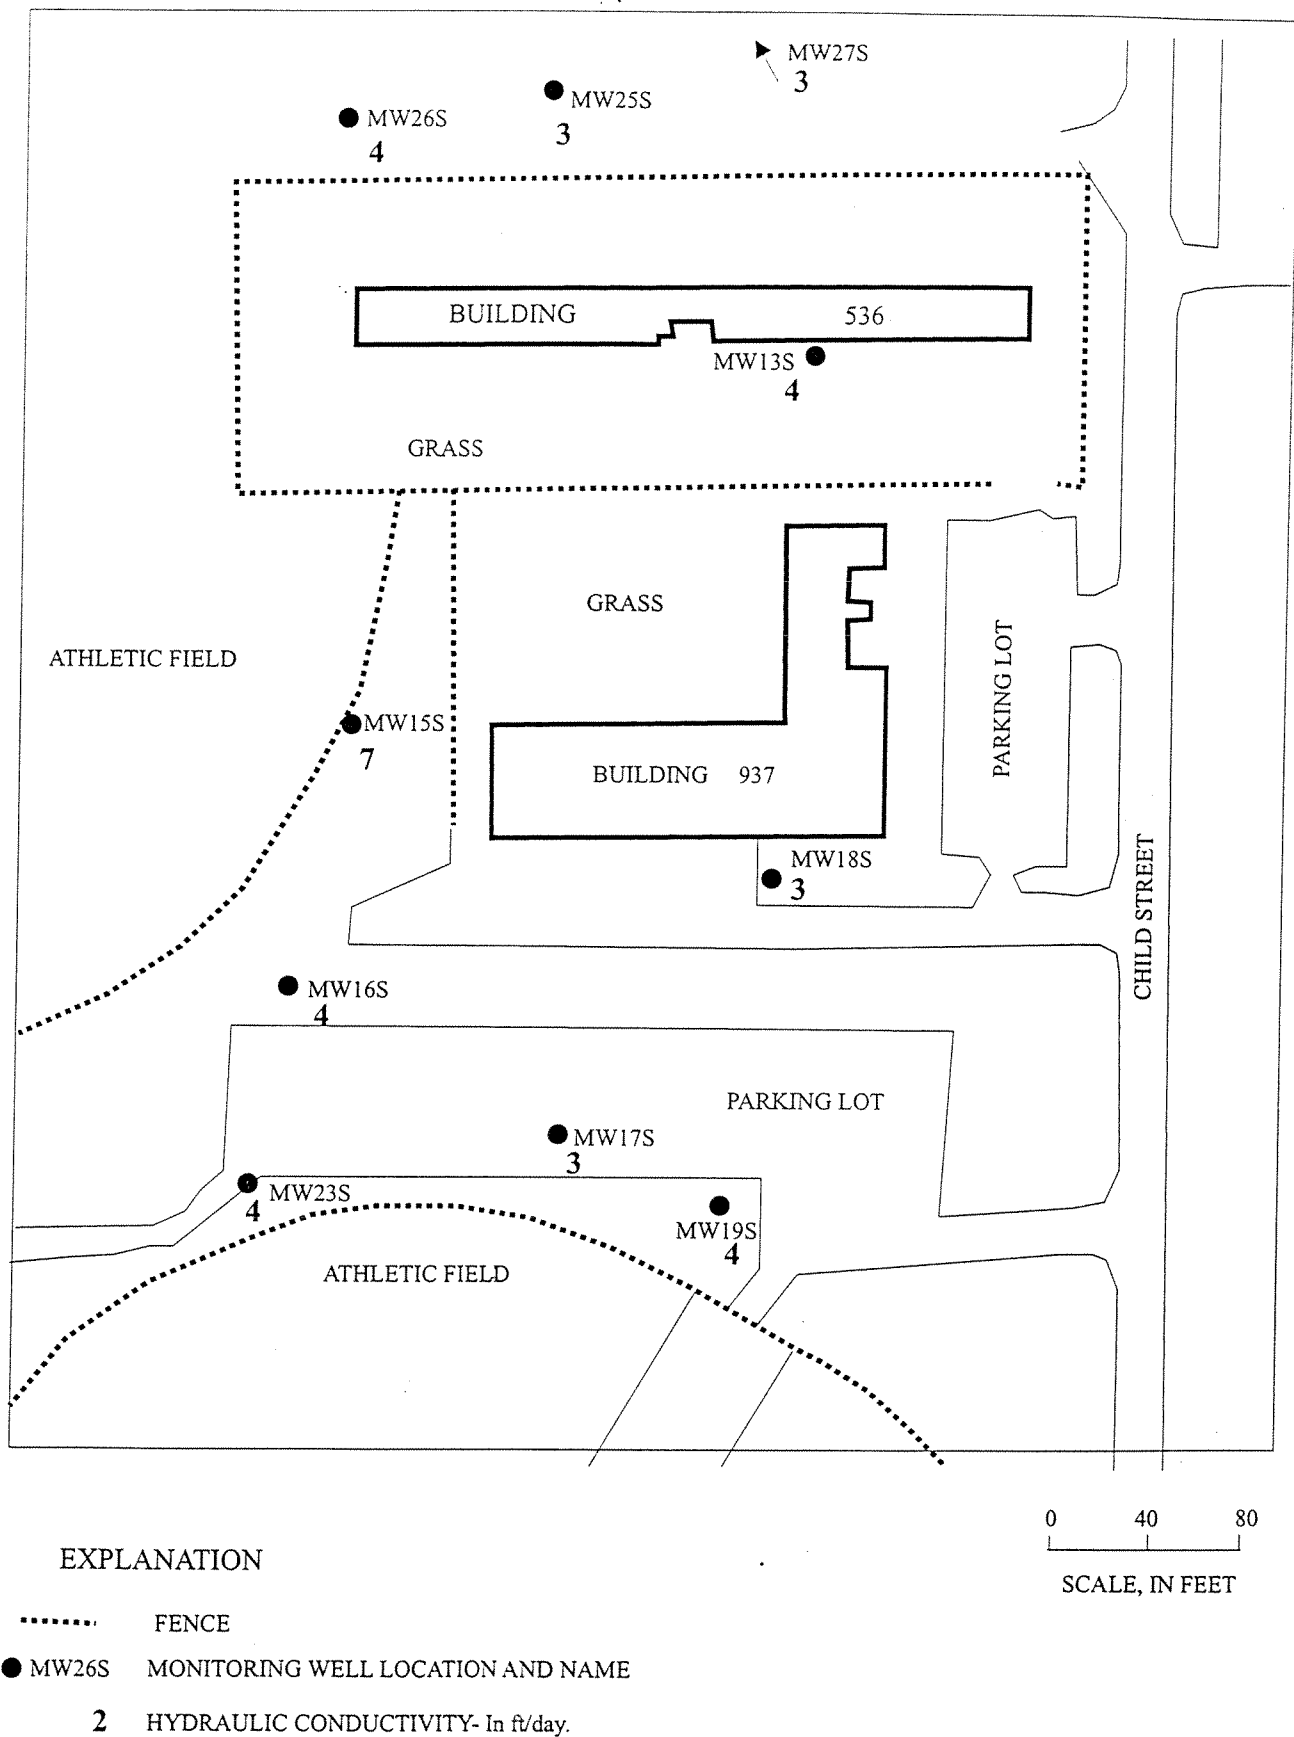 MW27S
3
MW25S
3
MW26S
4
BUILDING 536
MW13S
4
GRASS
GRASS
ATHLETIC FIELD
PARKING LOT
MW15S
7
BUILDING 937
MW18S
3
CHILD STREET
MW16S
4
PARKING LOT
MW17S
3
MW23S
4
MW19S
4
ATHLETIC FIELD
0 40 80
SCALE, IN FEET
EXPLANATION
FENCE
MW26S MONITORING WELL LOCATION AND NAME
2 HYDRAULIC CONDUCTIVITY- In ft/day.